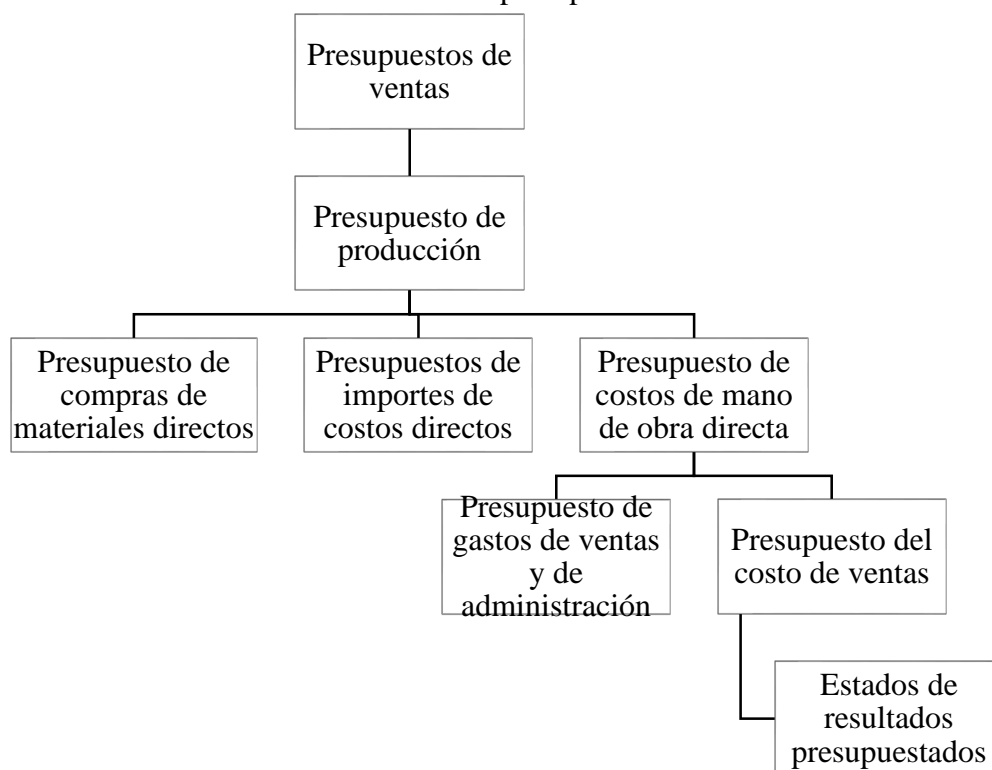 Presupuestos de
ventas
Presupuesto de
producción
Presupuesto de
compras de
materiales directos
Presupuestos de
importes de
costos directos
Presupuesto de
costos de mano
de obra directa
Presupuesto de
gastos de ventas
y de
administración
Presupuesto del
costo de ventas
Estados de
resultados
presupuestados